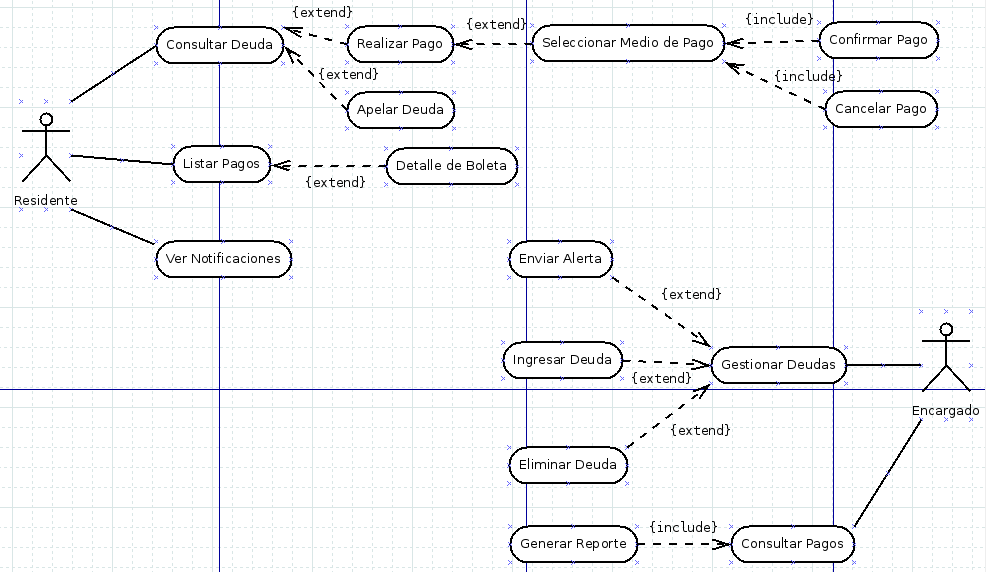 {extend}
{extend}
{include}
Consultar Deuda
Realizar Pago
Seleccionar Medio de Pago
Confirmar Pago
{extend}
{include}
Apelar Deuda
Cancelar Pago
Listar Pagos
Detalle de Boleta
{extend}
Residente
Ver Notificaciones
Enviar Alerta
{extend}
Ingresar Deuda
Gestionar Deudas
{extend}
Encargado
{extend}
Eliminar Deuda
{include}
Generar Reporte
Consultar Pagos